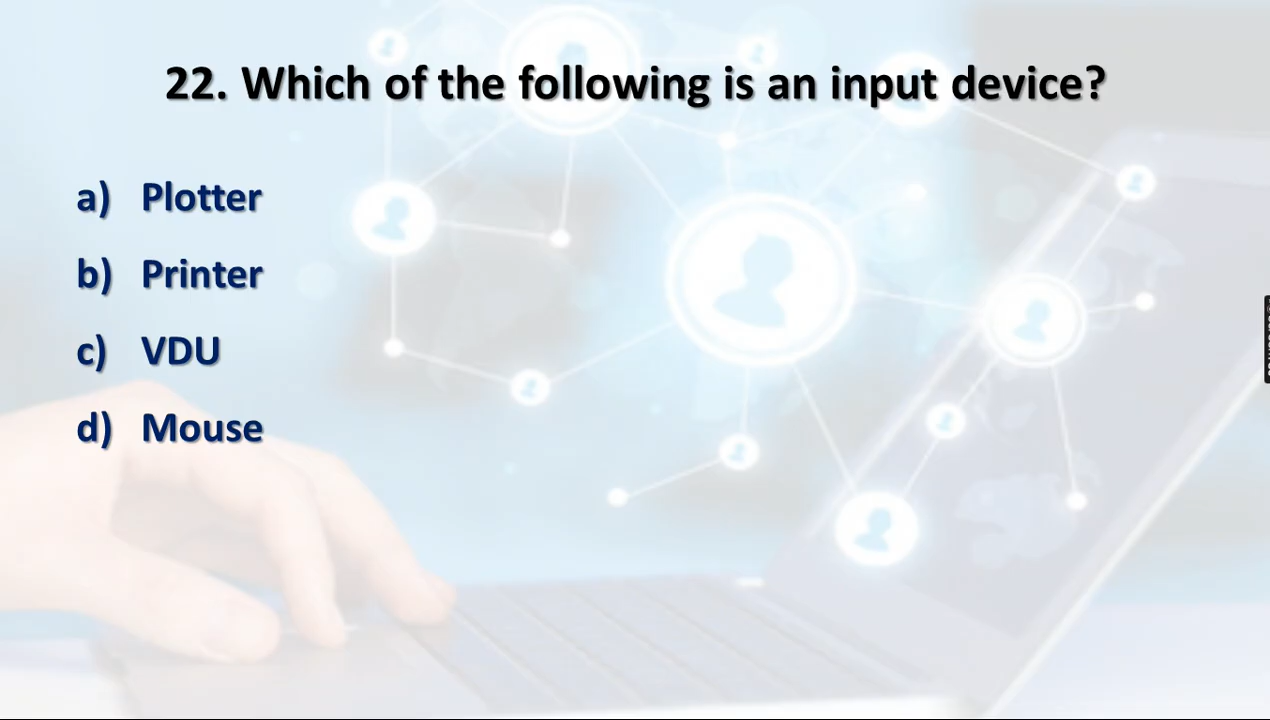 22. Which of the following is an input device?
a) Plotter
b) Printer
c) VDU
d) Mouse